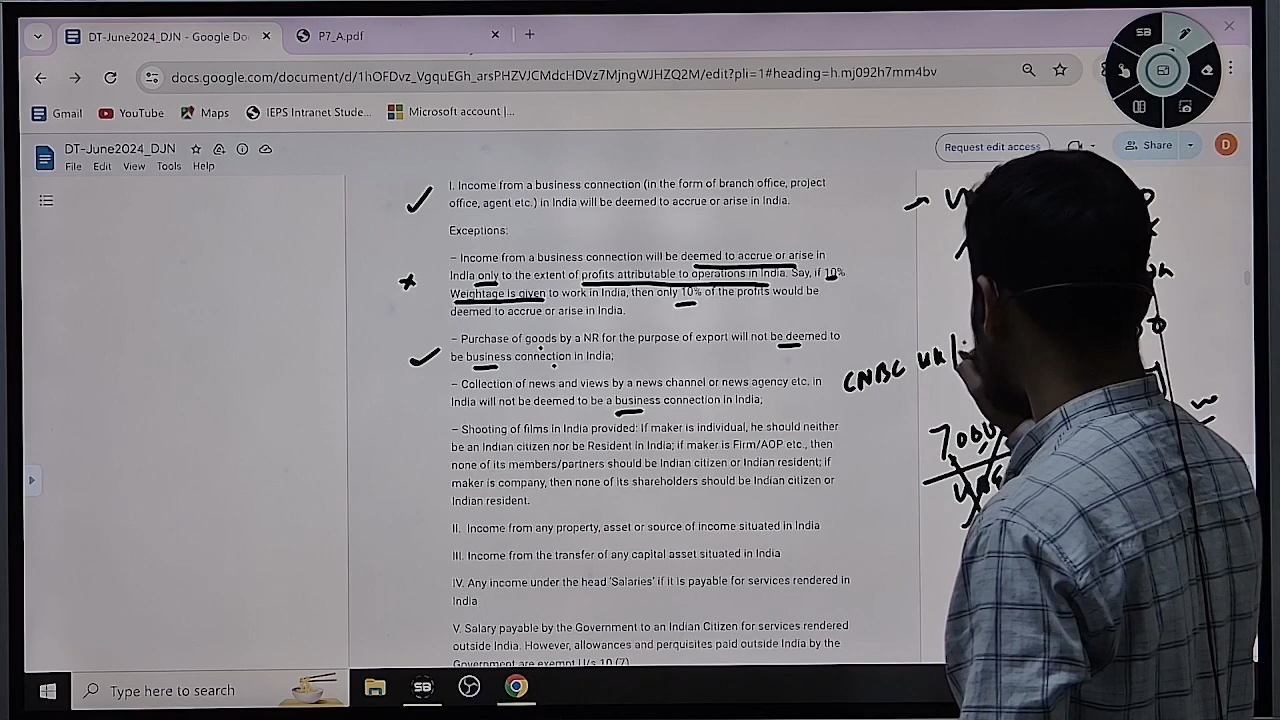 DT-June2024_DJN - Google Do
P7_A.pdf
docs.google.com/document/d/1hOFDvz_VgquEGh_arsPHZVJCMdcHDVz7MjngWJHZQ2M/edit?pli=1#heading=h.mj092h7mm4bv
SB
Gmail
YouTube
Maps
IEPS Intranet Stude...
Microsoft account |...
DT-June2024_DJN
File Edit View Tools Help
Request edit access
Share
D
I. Income from a business connection (in the form of branch office, project
office, agent etc.) in India will be deemed to accrue or arise in India.
Exceptions:
– Income from a business connection will be deemed to accrue or arise in
India only to the extent of profits attributable to operations in India. Say, if 10%
Weightage is given to work in India, then only 10% of the profits would be
deemed to accrue or arise in India.
– Purchase of goods by a NR for the purpose of export will not be deemed to
be business connection in India;
– Collection of news and views by a news channel or news agency etc. in
India will not be deemed to be a business connection in India;
CNBC
– Shooting of films in India provided: If maker is individual, he should neither
be an Indian citizen nor be Resident in India; if maker is Firm/AOP etc., then
none of its members/partners should be Indian citizen or Indian resident; if
maker is company, then none of its shareholders should be Indian citizen or
Indian resident.
II. Income from any property, asset or source of income situated in India
III. Income from the transfer of any capital asset situated in India
IV. Any income under the head 'Salaries' if it is payable for services rendered in
India
V. Salary payable by the Government to an Indian Citizen for services rendered
outside India. However, allowances and perquisites paid outside India by the
Government are exempt U/s 10 (7)
Type here to search
SB